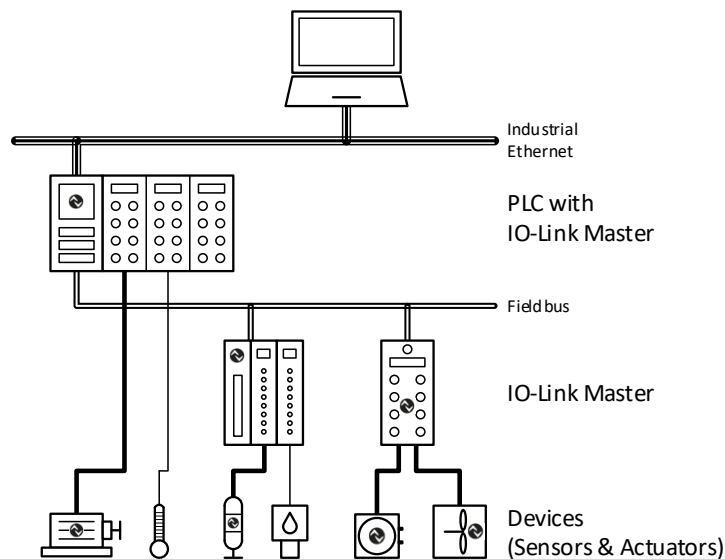 Industrial
Ethernet
PLC with
IO-Link Master
Fieldbus
IO-Link Master
Devices
(Sensors & Actuators)